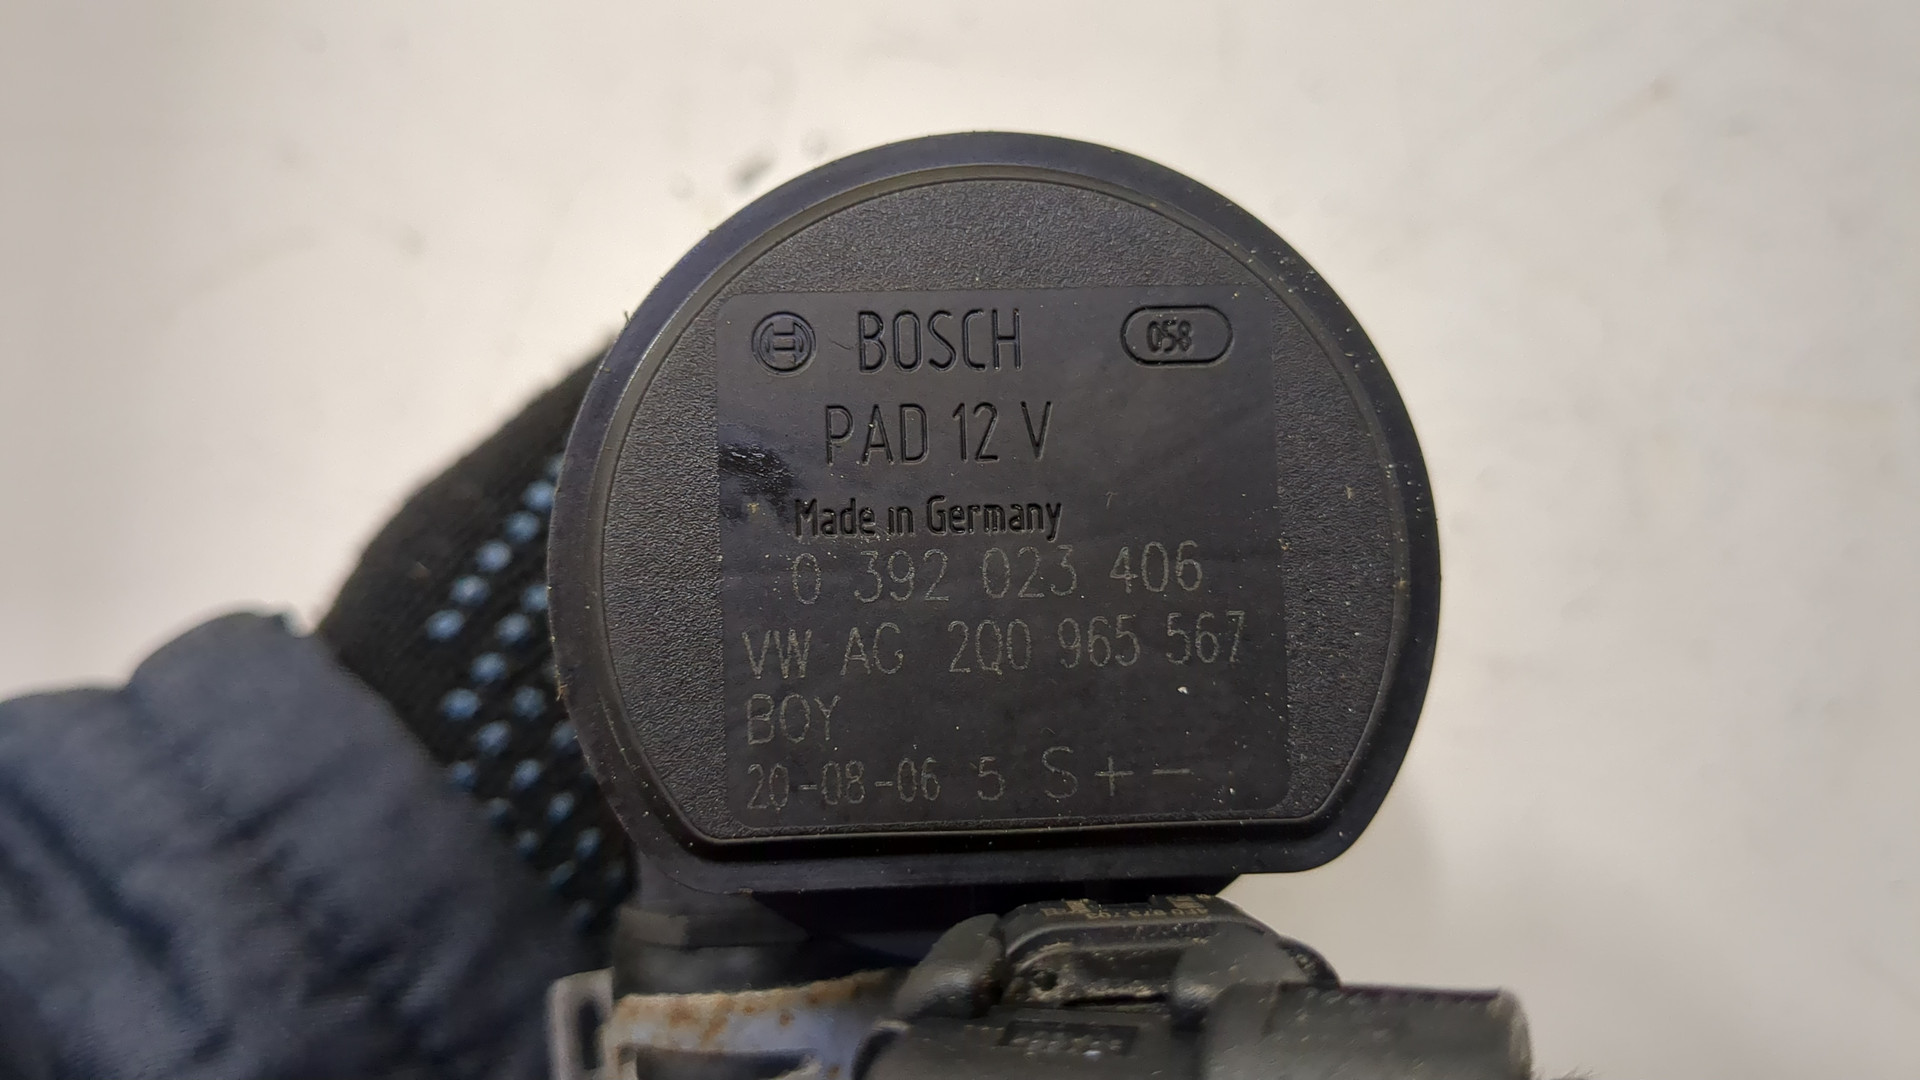 BOSCH 058
PAD 12 V
Made in Germany
0 392 023 406
VW AG 2Q0 965 567
BOY
20-08-06 5 S + -